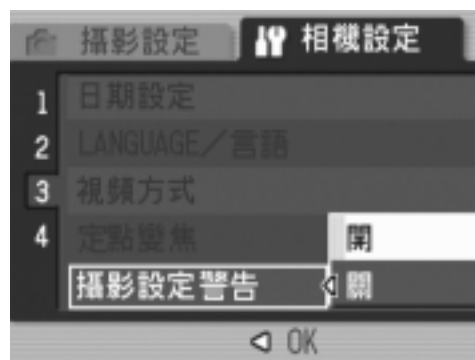 攝影設定 相機設定
1 日期設定
2 LANGUAGE／言語
3 視頻方式
4 定點變焦 開
攝影設定警告 關
OK